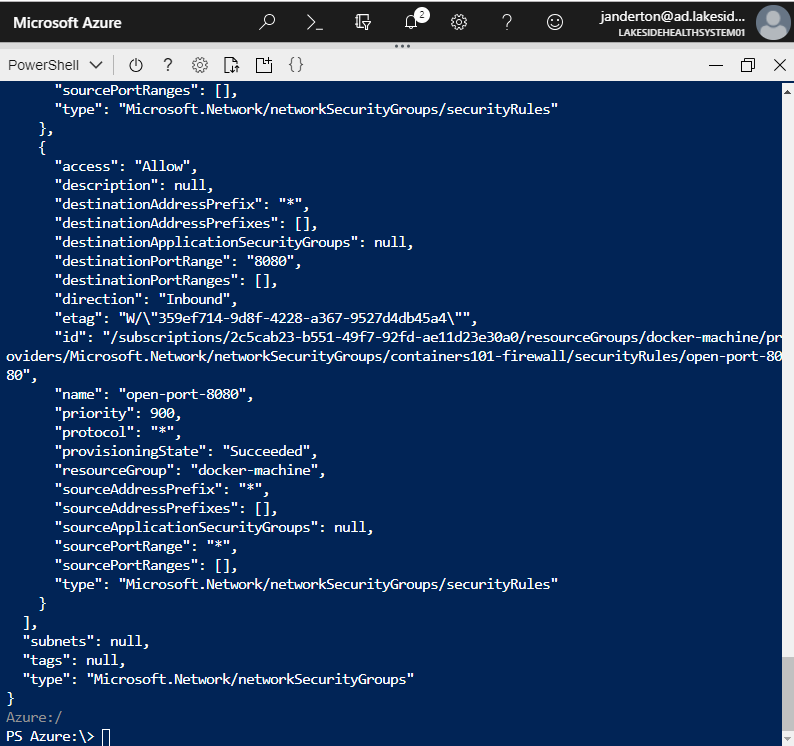 Microsoft Azure
2
janderton@ad.lakesid...
LAKESIDEHEALTHSYSTEM01
PowerShell
"sourcePortRanges": [],
"type": "Microsoft.Network/networkSecurityGroups/securityRules"
},
{
"access": "Allow",
"description": null,
"destinationAddressPrefix": "*",
"destinationAddressPrefixes": [],
"destinationApplicationSecurityGroups": null,
"destinationPortRange": "8080",
"destinationPortRanges": [],
"direction": "Inbound",
"etag": "W/\"359ef714-9d8f-4228-a367-9527d4db45a4\"",
"id": "/subscriptions/2c5cab23-b551-49f7-92fd-ae11d23e30a0/resourceGroups/docker-machine/pr
oviders/Microsoft.Network/networkSecurityGroups/containers101-firewall/securityRules/open-port-80
80",
"name": "open-port-8080",
"priority": 900,
"protocol": "*",
"provisioningState": "Succeeded",
"resourceGroup": "docker-machine",
"sourceAddressPrefix": "*",
"sourceAddressPrefixes": [],
"sourceApplicationSecurityGroups": null,
"sourcePortRange": "*",
"sourcePortRanges": [],
"type": "Microsoft.Network/networkSecurityGroups/securityRules"
}
],
"subnets": null,
"tags": null,
"type": "Microsoft.Network/networkSecurityGroups"
}
Azure:/
PS Azure:\>